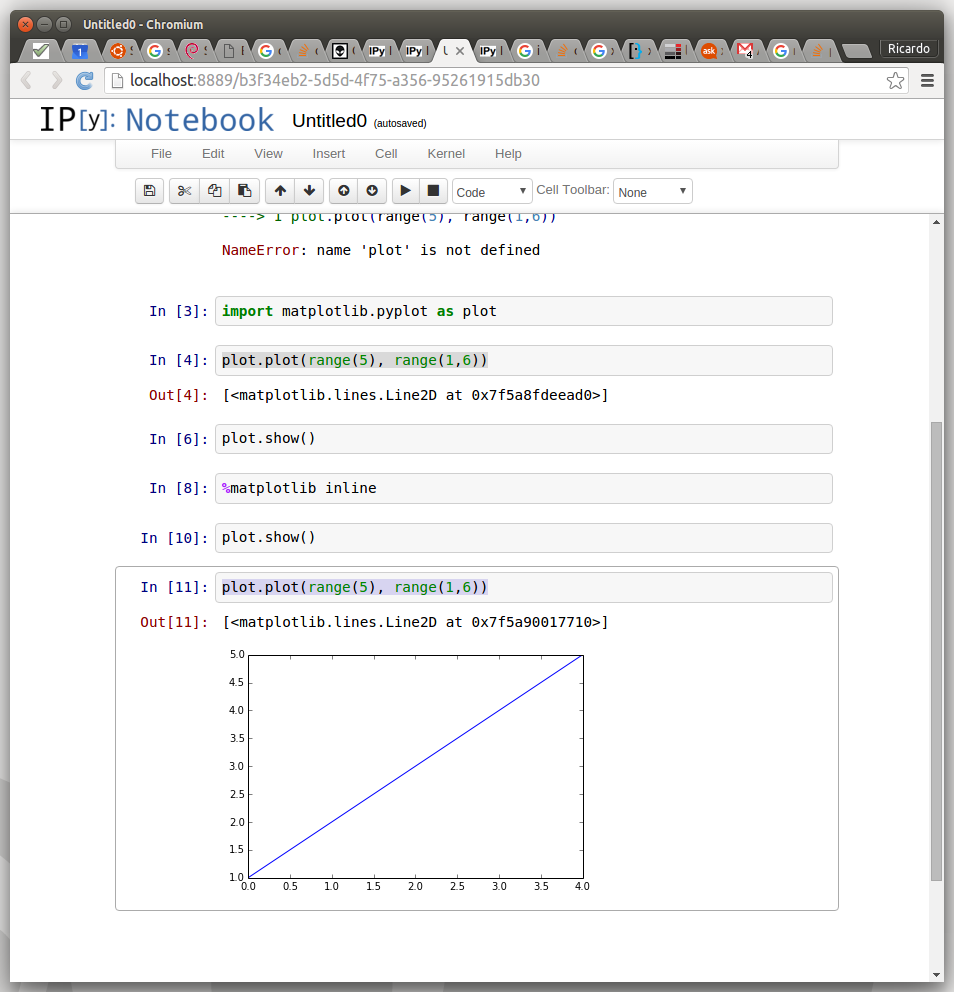 Untitled0 - Chromium
Ricardo
localhost:8889/b3f34eb2-5d5d-4f75-a356-95261915db30
IP[y]: Notebook Untitled0 (autosaved)
File Edit View Insert Cell Kernel Help
Code Cell Toolbar: None
----> 1 plot.plot(range(5), range(1,6))
NameError: name 'plot' is not defined
In [3]: import matplotlib.pyplot as plot
In [4]: plot.plot(range(5), range(1,6))
Out[4]: [<matplotlib.lines.Line2D at 0x7f5a8fdeead0>]
In [6]: plot.show()
In [8]: %matplotlib inline
In [10]: plot.show()
In [11]: plot.plot(range(5), range(1,6))
Out[11]: [<matplotlib.lines.Line2D at 0x7f5a90017710>]
5.0
4.5
4.0
3.5
3.0
2.5
2.0
1.5
1.0
0.0 0.5 1.0 1.5 2.0 2.5 3.0 3.5 4.0